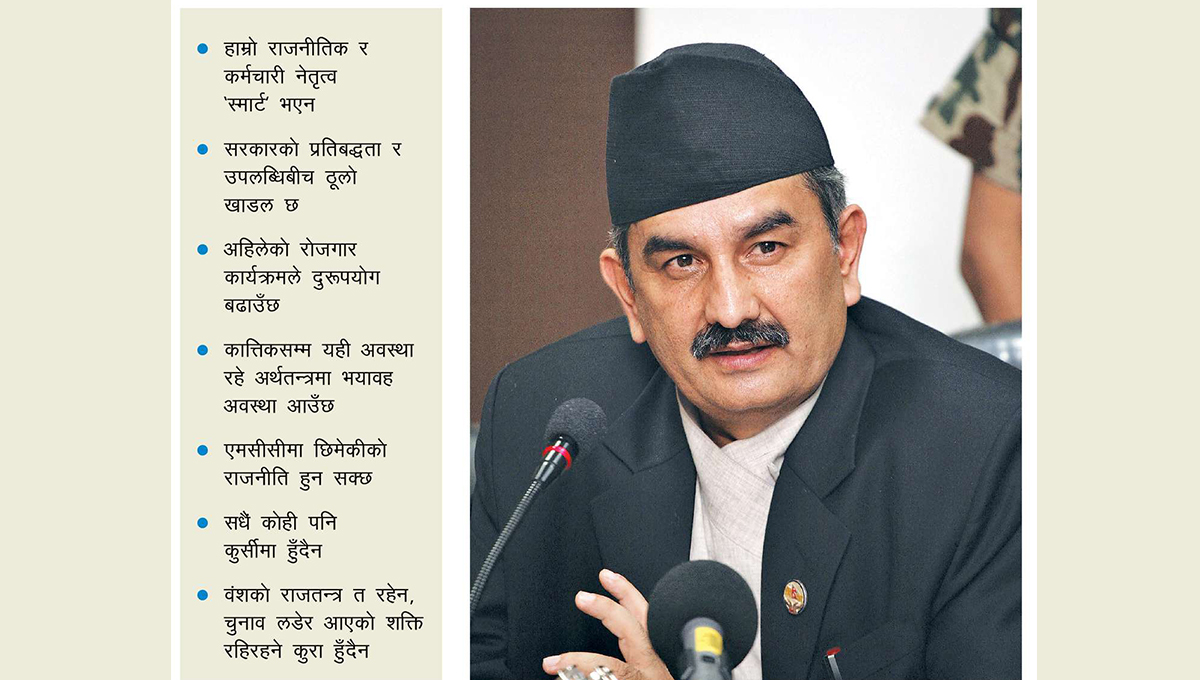 हाम्रो राजनीतिक र
कर्मचारी नेतृत्व
'स्मार्ट' भएन
सरकारको प्रतिबद्धता र
उपलब्धिबीच ठूलो
खाडल छ
अहिलेको रोजगार
कार्यक्रमले दुरूपयोग
बढाउँछ
कात्तिकसम्म यही अवस्था
रहे अर्थतन्त्रमा भयावह
अवस्था आउँछ
एमसीसीमा छिमेकीको
राजनीति हुन सक्छ
सधैं कोही पनि
कुर्सीमा हुँदैन
वंशको राजतन्त्र त रहेन,
चुनाव लडेर आएको शक्ति
रहिरहने कुरा हुँदैन